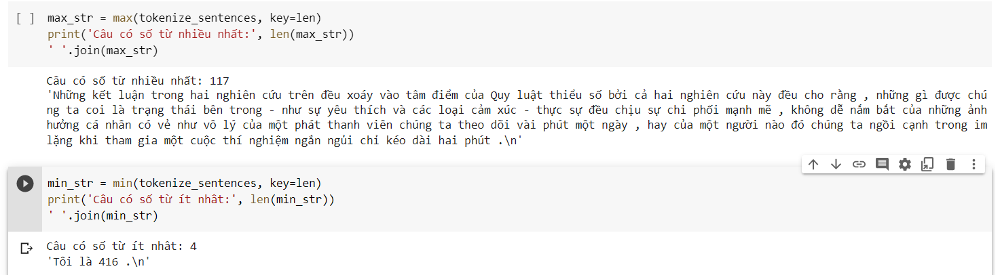 [ ] max_str = max(tokenize_sentences, key=len)
print('Câu có số từ nhiều nhất:', len(max_str))
' '.join(max_str)
Câu có số từ nhiều nhất: 117
'Những kết luận trong hai nghiên cứu trên đều xoáy vào tâm điểm của Quy luật thiểu số bởi cả hai nghiên cứu này đều cho rằng , những gì được chú
ng ta coi là trạng thái bên trong - như sự yêu thích và các loại cảm xúc - thực sự đều chịu sự chi phối mạnh mẽ , không dễ nắm bắt của những ảnh
hưởng cá nhân có vẻ như vô lý của một phát thanh viên chúng ta theo dõi vài phút một ngày , hay của một người nào đó chúng ta ngồi cạnh trong im
lặng khi tham gia một cuộc thí nghiệm ngắn ngủi chỉ kéo dài hai phút .\n'
min_str = min(tokenize_sentences, key=len)
print('Câu có số từ ít nhât:', len(min_str))
' '.join(min_str)
Câu có số từ ít nhât: 4
'Tôi là 416 .\n'